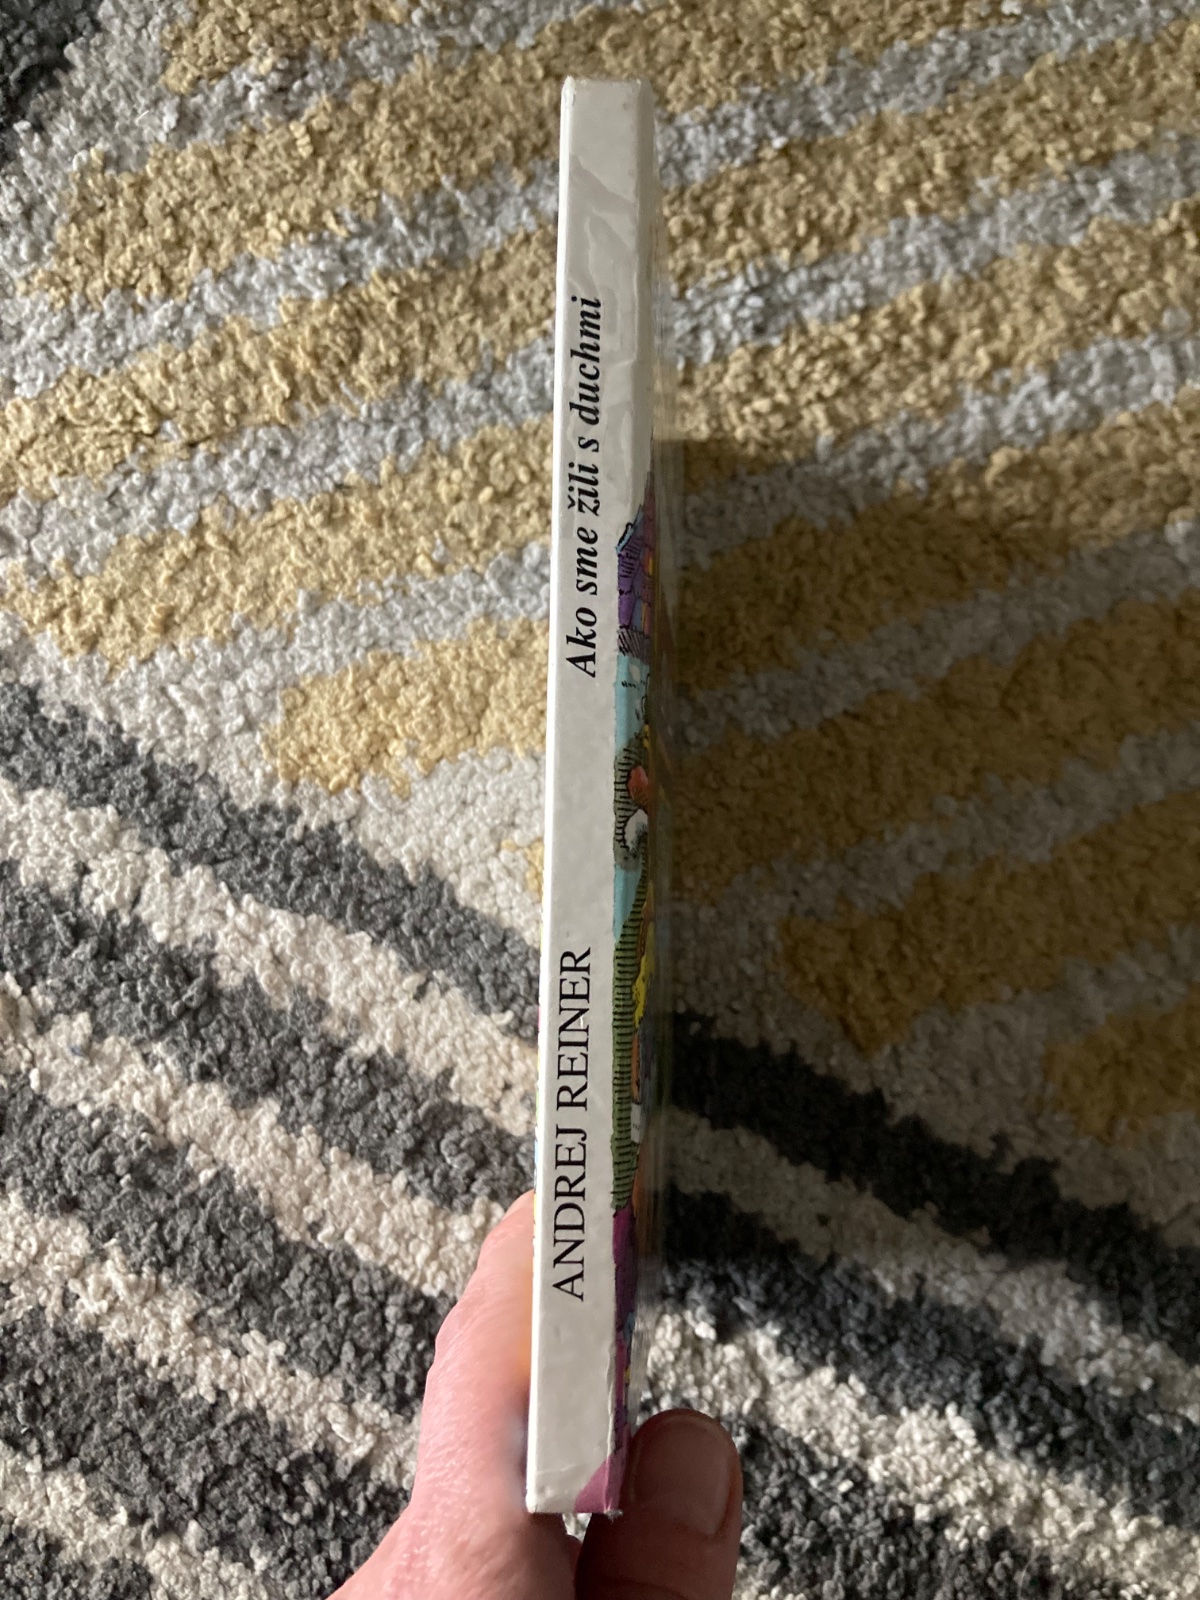 ANDREJ REINER
Ako sme žili s duchmi